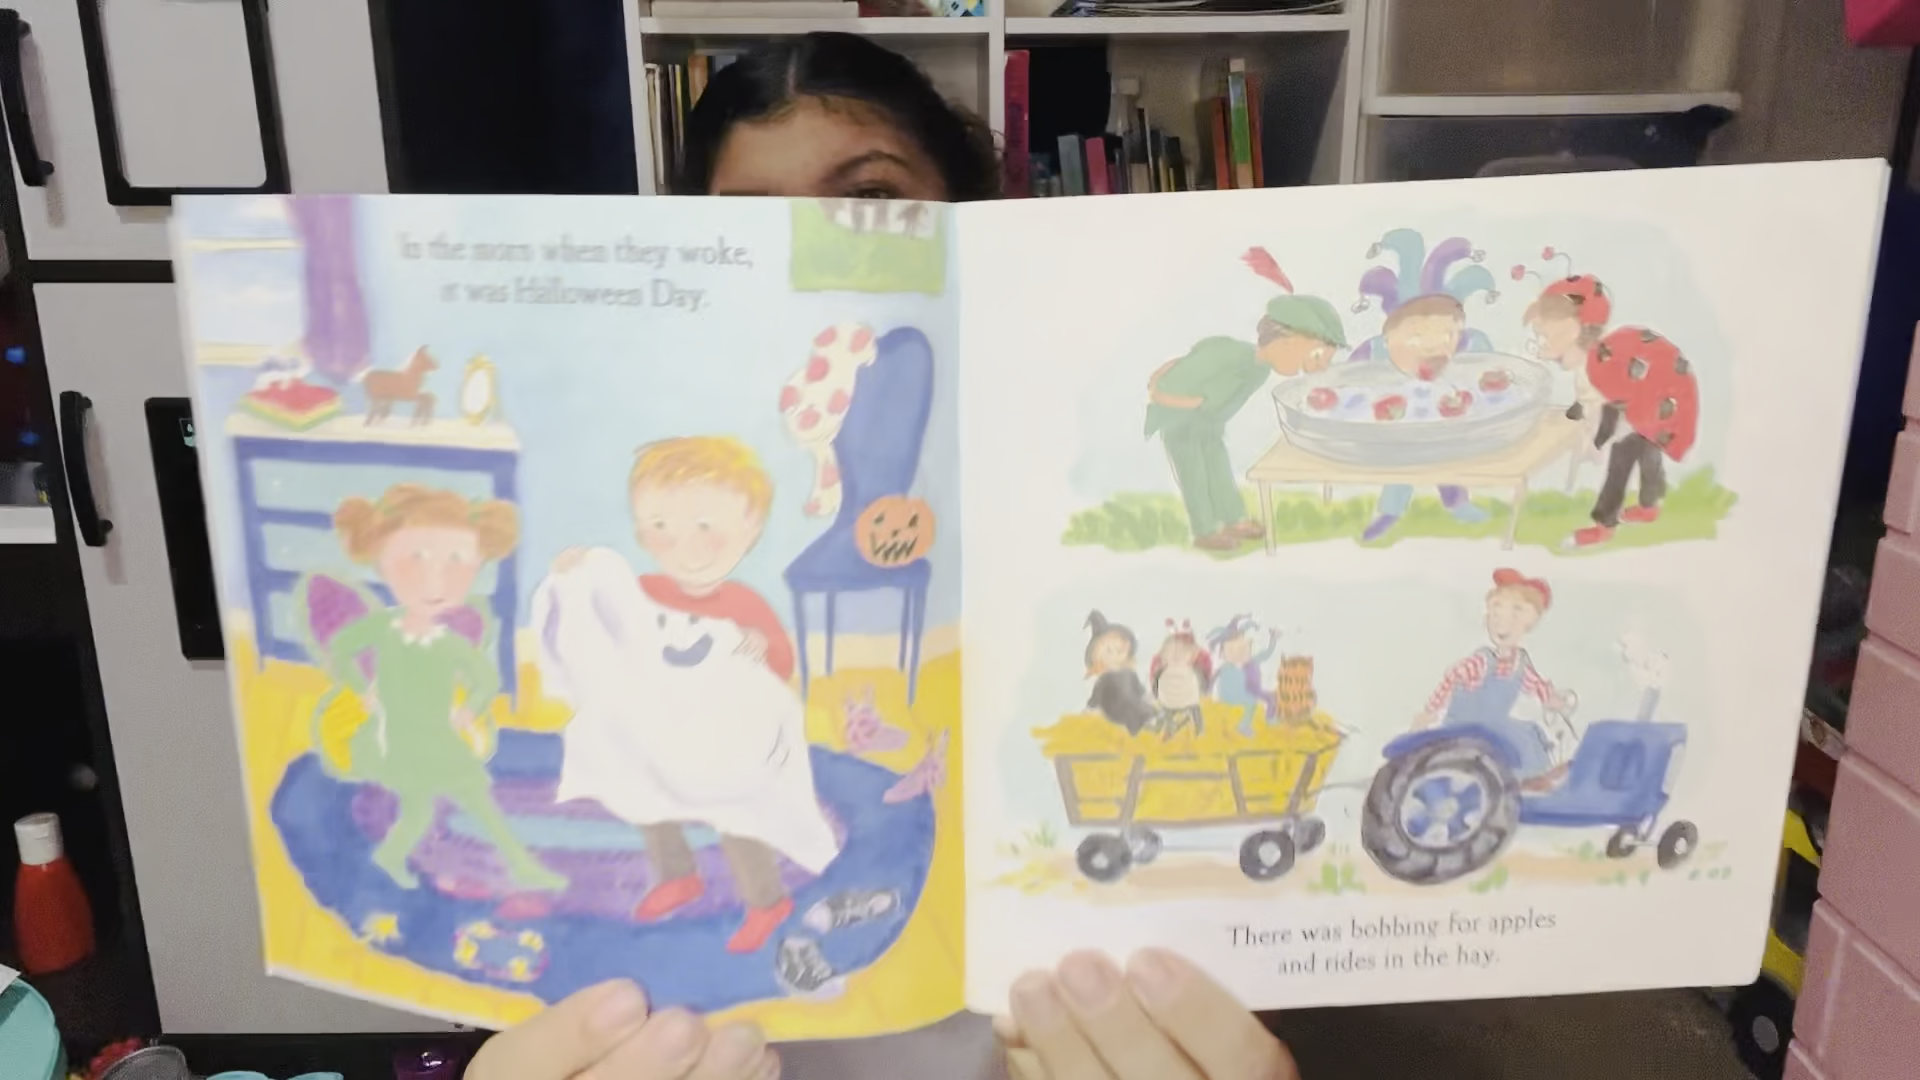 In the morn when they woke,
it was Halloween Day.
There was bobbing for apples
and rides in the hay.